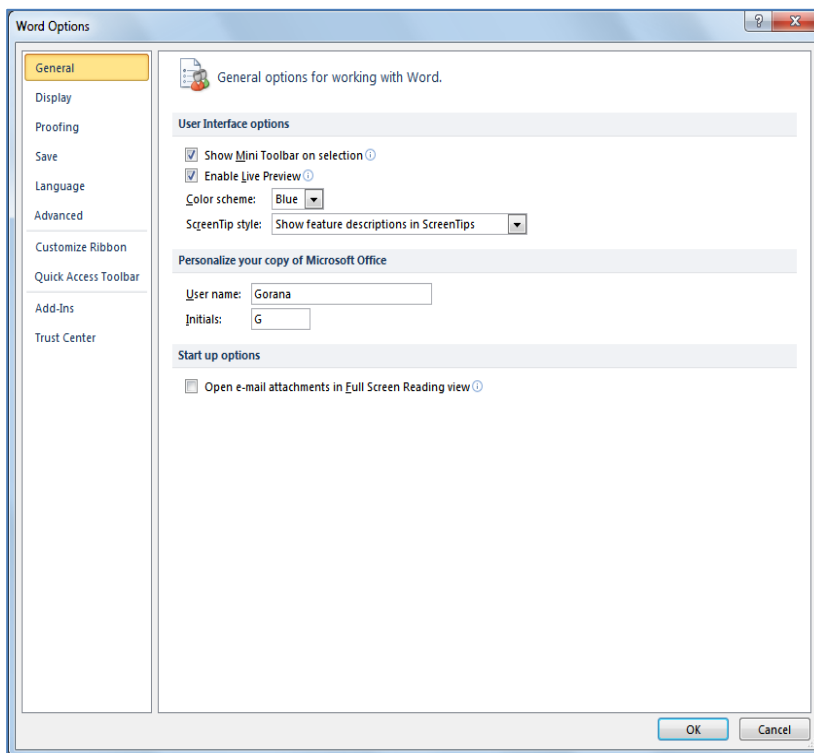 Word Options
General
Display
Proofing
Save
Language
Advanced
Customize Ribbon
Quick Access Toolbar
Add-Ins
Trust Center
General options for working with Word.
User Interface options
Show Mini Toolbar on selection
Enable Live Preview
Color scheme: Blue
ScreenTip style: Show feature descriptions in ScreenTips
Personalize your copy of Microsoft Office
User name: Gorana
Initials: G
Start up options
Open e-mail attachments in Full Screen Reading view
OK Cancel